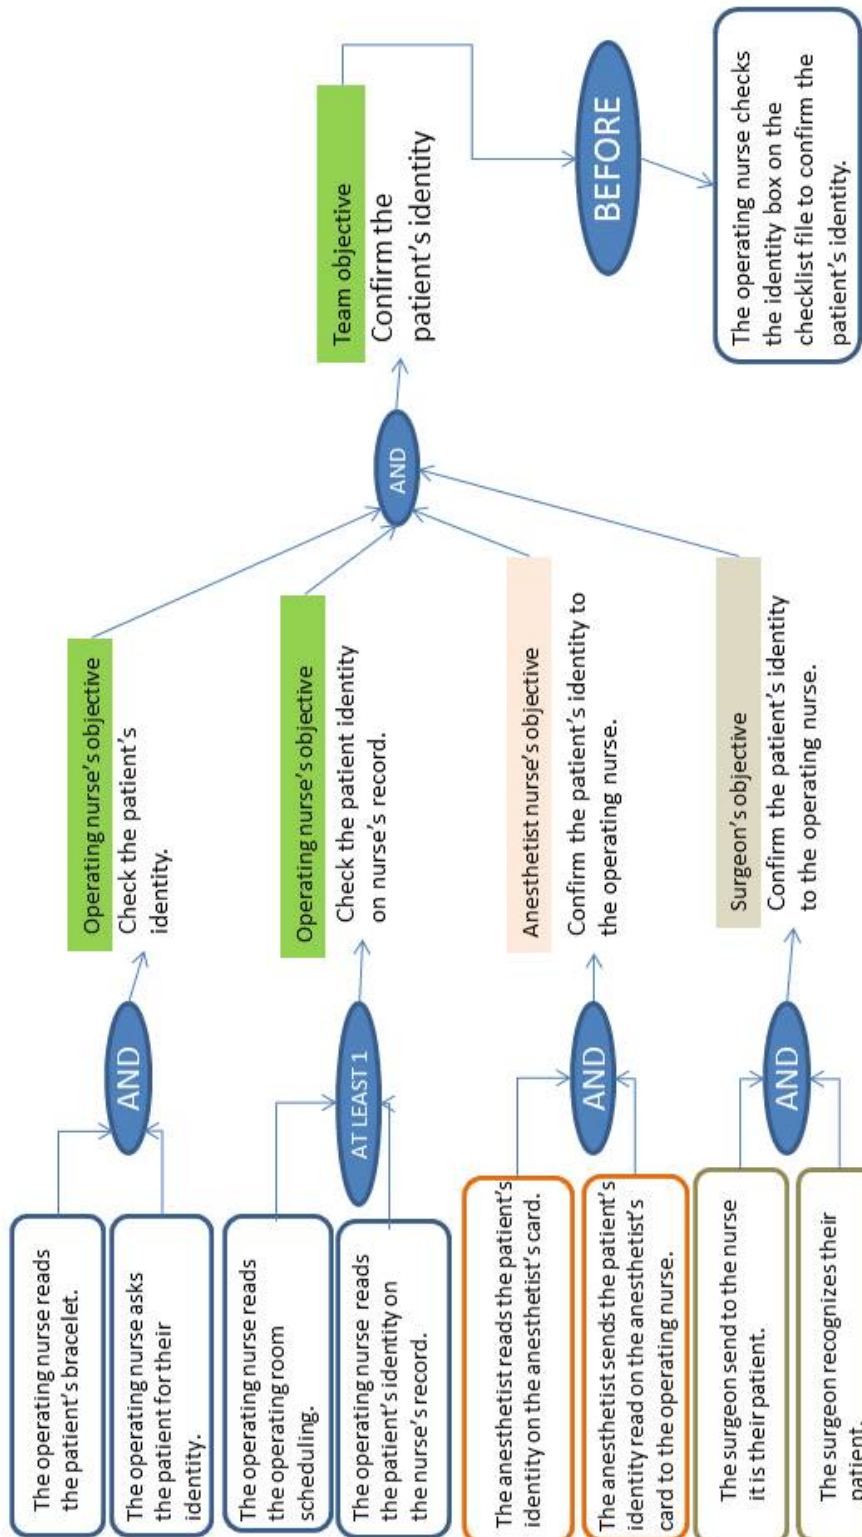 The operating nurse reads
the patient's bracelet.
The operating nurse asks
the patient for their
identity.
AND
Operating nurse's objective
Check the patient's
identity.
The operating nurse reads
the operating room
scheduling.
The operating nurse reads
the patient's identity on
the nurse's record.
AT LEAST 1
Operating nurse's objective
Check the patient identity
on nurse's record.
The anesthetist reads the patient's
identity on the anesthetist's card.
The anesthetist sends the patient's
identity read on the anesthetist's
card to the operating nurse.
AND
Anesthetist nurse's objective
Confirm the patient's identity to
the operating nurse.
The surgeon send to the nurse
it is their patient.
The surgeon recognizes their
patient.
AND
Surgeon's objective
Confirm the patient's identity
to the operating nurse.
AND
Team objective
Confirm the
patient's identity
BEFORE
The operating nurse checks
the identity box on the
checklist file to confirm the
patient's identity.